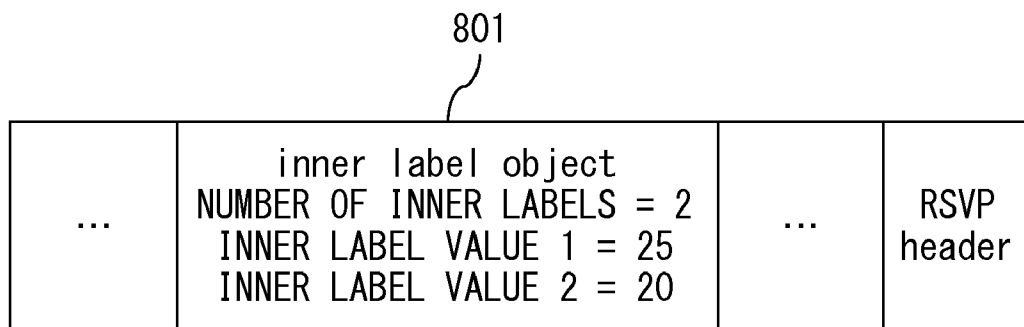 801
...
inner label object
NUMBER OF INNER LABELS = 2
INNER LABEL VALUE 1 = 25
INNER LABEL VALUE 2 = 20
...
RSVP
header